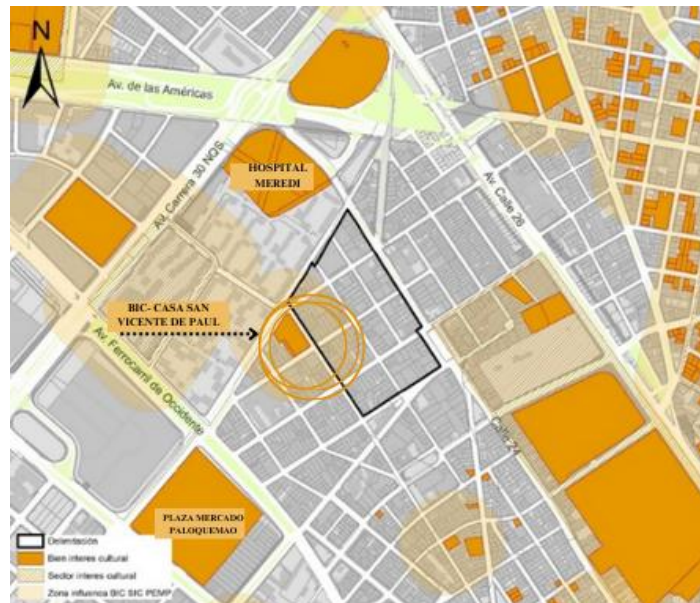 N
Av. de las Américas
HOSPITAL
MEREDI
Av. Carrera 30 NQS.
Av. Calle 26
BIC- CASA SAN
VICENTE DE PAUL
Av. Ferrocarril de Occidente
Calle 24
PLAZA MERCADO
PALOQUEMAO
Delimitación
Bien interes cultural
Sector interes cultural
Zona influencia BIC SIC PEMP